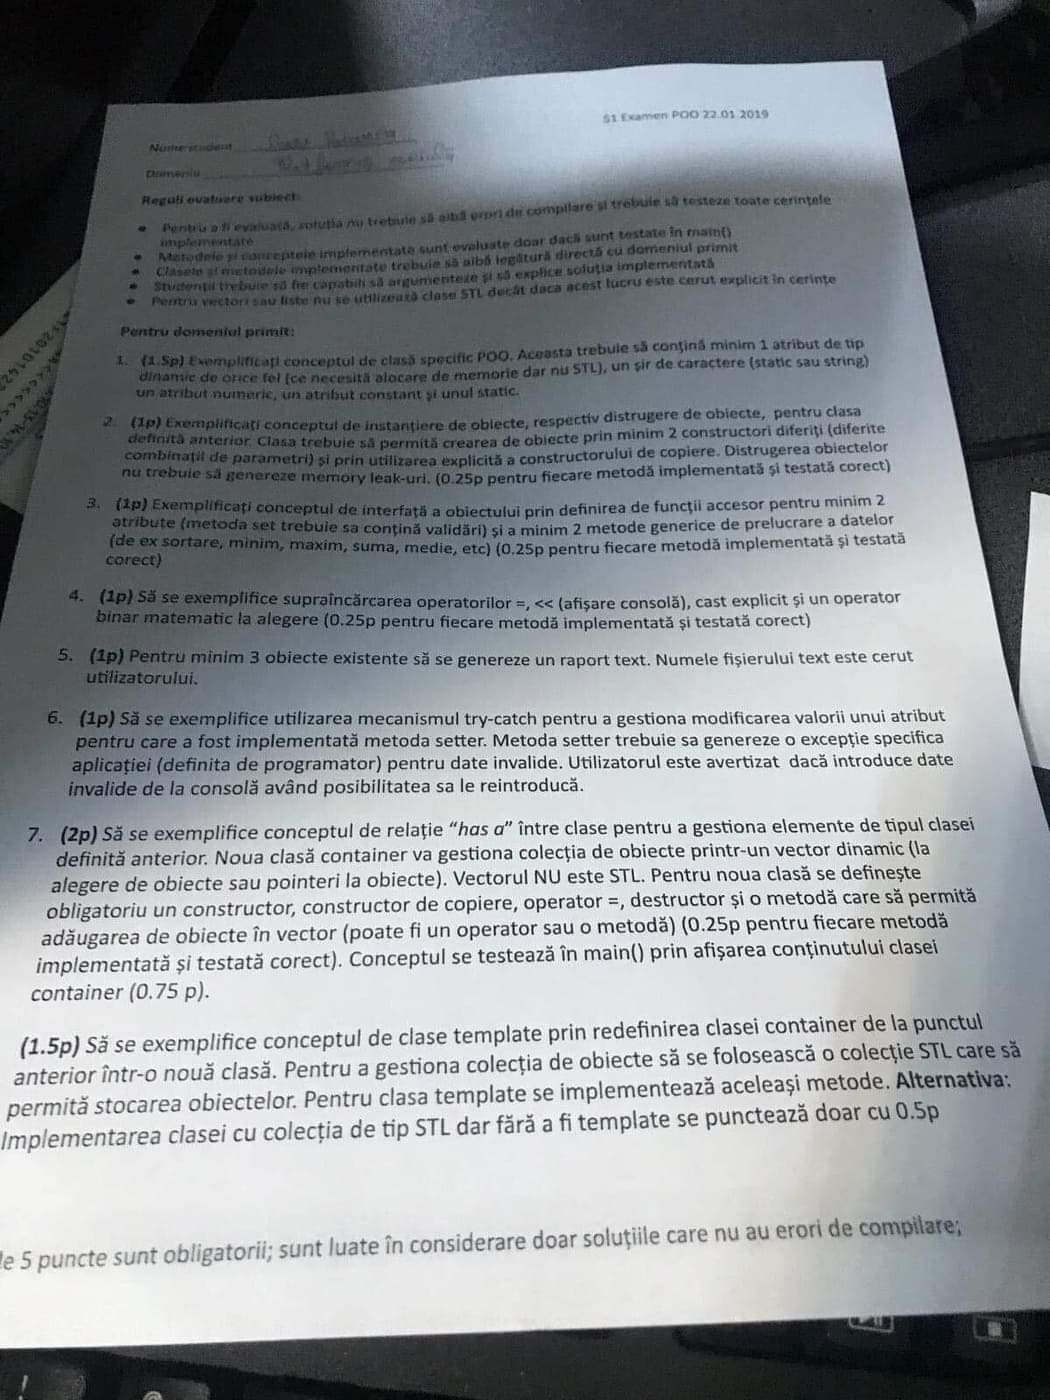 S1 Examen POO 22.01.2019
Nume student
Domeniu
Reguli evaluare subiect:
• Pentru a fi evaluată, soluția nu trebuie să aibă erori de compilare și trebuie să testeze toate cerințele
implementate
• Metodele și conceptele implementate sunt evaluate doar dacă sunt testate în main()
• Clasele și metodele implementate trebuie să aibă legătură directă cu domeniul primit
• Studenții trebuie să fie capabili să argumenteze și să explice soluția implementată
• Pentru vectori sau liste nu se utilizează clase STL decât daca acest lucru este cerut explicit în cerințe
Pentru domeniul primit:
1. (1.5p) Exemplificați conceptul de clasă specific POO. Aceasta trebuie să conțină minim 1 atribut de tip
dinamic de orice fel (ce necesită alocare de memorie dar nu STL), un șir de caractere (static sau string)
un atribut numeric, un atribut constant și unul static.
2. (1p) Exemplificați conceptul de instanțiere de obiecte, respectiv distrugere de obiecte, pentru clasa
definită anterior. Clasa trebuie să permită crearea de obiecte prin minim 2 constructori diferiți (diferite
combinații de parametri) și prin utilizarea explicită a constructorului de copiere. Distrugerea obiectelor
nu trebuie să genereze memory leak-uri. (0.25p pentru fiecare metodă implementată și testată corect)
3. (1p) Exemplificați conceptul de interfață a obiectului prin definirea de funcții accesor pentru minim 2
atribute (metoda set trebuie sa conțină validări) și a minim 2 metode generice de prelucrare a datelor
(de ex sortare, minim, maxim, suma, medie, etc) (0.25p pentru fiecare metodă implementată și testată
corect)
4. (1p) Să se exemplifice supraîncărcarea operatorilor =, << (afișare consolă), cast explicit și un operator
binar matematic la alegere (0.25p pentru fiecare metodă implementată și testată corect)
5. (1p) Pentru minim 3 obiecte existente să se genereze un raport text. Numele fișierului text este cerut
utilizatorului.
6. (1p) Să se exemplifice utilizarea mecanismul try-catch pentru a gestiona modificarea valorii unui atribut
pentru care a fost implementată metoda setter. Metoda setter trebuie sa genereze o excepție specifica
aplicației (definita de programator) pentru date invalide. Utilizatorul este avertizat dacă introduce date
invalide de la consolă având posibilitatea sa le reintroducă.
7. (2p) Să se exemplifice conceptul de relație “has a” între clase pentru a gestiona elemente de tipul clasei
definită anterior. Noua clasă container va gestiona colecția de obiecte printr-un vector dinamic (la
alegere de obiecte sau pointeri la obiecte). Vectorul NU este STL. Pentru noua clasă se definește
obligatoriu un constructor, constructor de copiere, operator =, destructor și o metodă care să permită
adăugarea de obiecte în vector (poate fi un operator sau o metodă) (0.25p pentru fiecare metodă
implementată și testată corect). Conceptul se testează în main() prin afișarea conținutului clasei
container (0.75 p).
(1.5p) Să se exemplifice conceptul de clase template prin redefinirea clasei container de la punctul
anterior într-o nouă clasă. Pentru a gestiona colecția de obiecte să se folosească o colecție STL care să
permită stocarea obiectelor. Pentru clasa template se implementează aceleași metode. Alternativa:
Implementarea clasei cu colecția de tip STL dar fără a fi template se punctează doar cu 0.5p
le 5 puncte sunt obligatorii; sunt luate în considerare doar soluțiile care nu au erori de compilare;